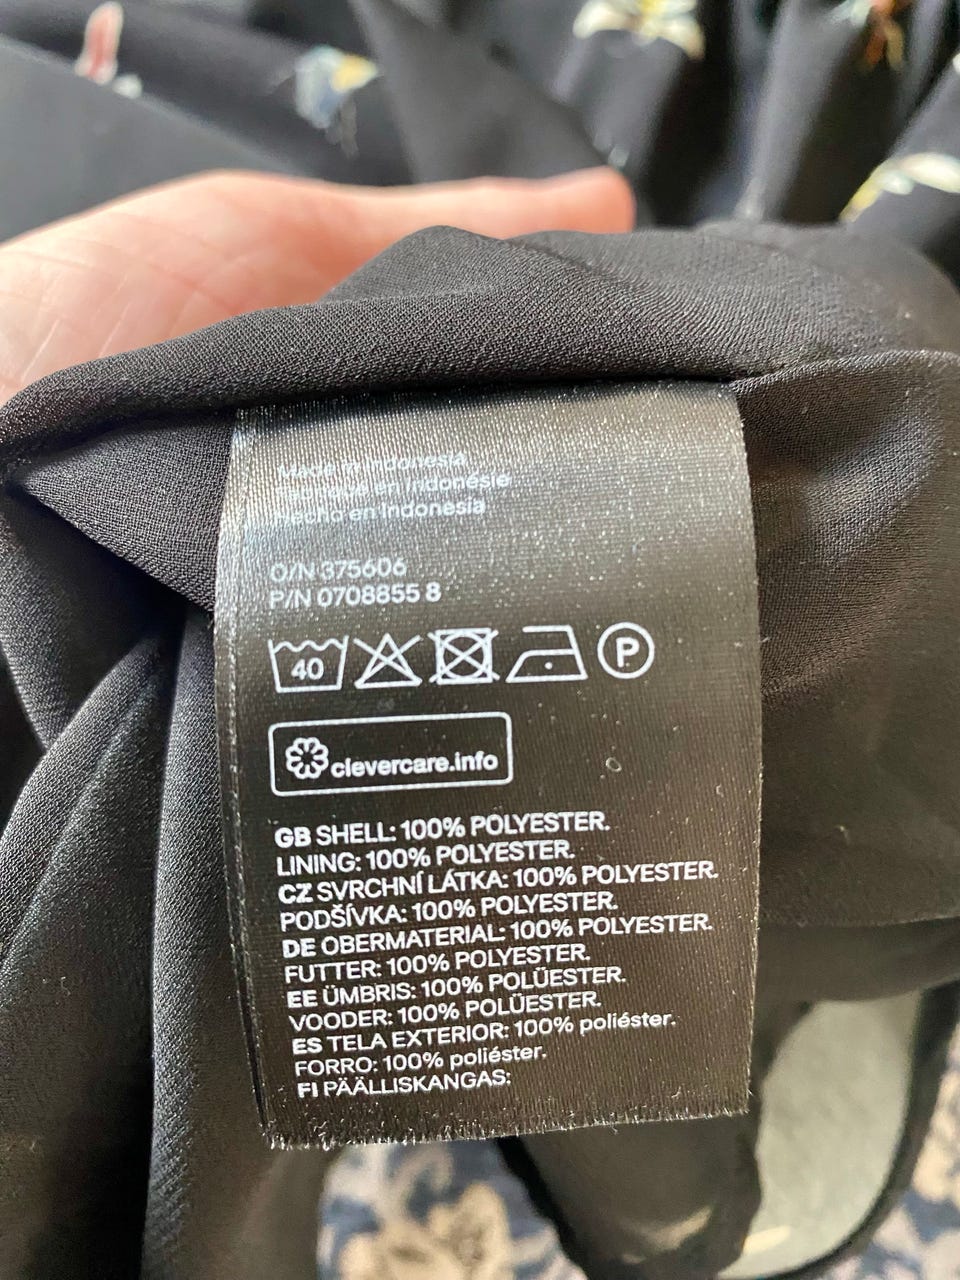 Made in Indonesia
Fabriqué en Indonésie
Hecho en Indonesia
O/N 375606
P/N 0708855 8
40 P
clevercare.info
GB SHELL: 100% POLYESTER.
LINING: 100% POLYESTER.
CZ SVRCHNÍ LÁTKA: 100% POLYESTER.
PODŠÍVKA: 100% POLYESTER.
DE OBERMATERIAL: 100% POLYESTER.
FUTTER: 100% POLYESTER.
EE ÜMBRIS: 100% POLÜESTER.
VOODER: 100% POLÜESTER.
ES TELA EXTERIOR: 100% poliéster.
FORRO: 100% poliéster.
FI PÄÄLLISKANGAS: